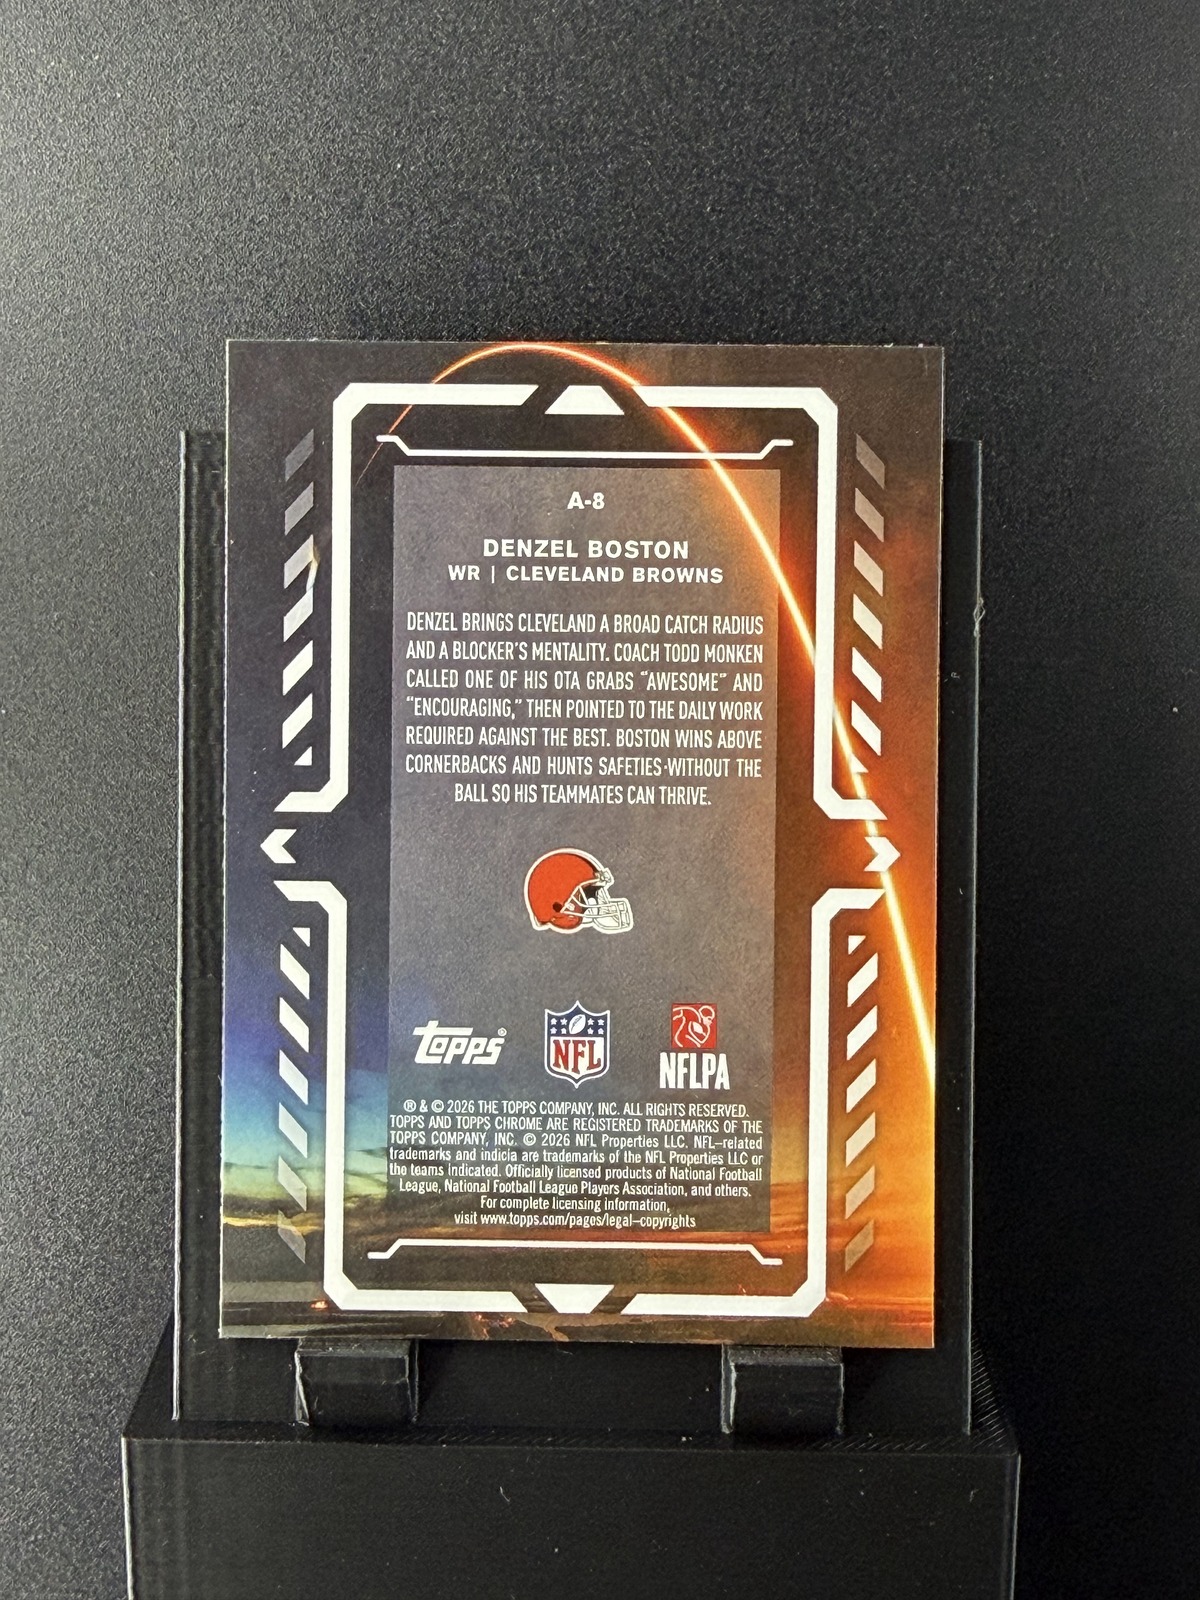 A-8
DENZEL BOSTON
WR | CLEVELAND BROWNS
DENZEL BRINGS CLEVELAND A BROAD CATCH RADIUS
AND A BLOCKER'S MENTALITY. COACH TODD MONKEN
CALLED ONE OF HIS OTA GRABS "AWESOME" AND
"ENCOURAGING," THEN POINTED TO THE DAILY WORK
REQUIRED AGAINST THE BEST. BOSTON WINS ABOVE
CORNERBACKS AND HUNTS SAFETIES-WITHOUT THE
BALL SO HIS TEAMMATES CAN THRIVE.
Topps® NFL NFLPA
® & © 2026 THE TOPPS COMPANY, INC. ALL RIGHTS RESERVED.
TOPPS AND TOPPS CHROME ARE REGISTERED TRADEMARKS OF THE
TOPPS COMPANY, INC. © 2026 NFL Properties LLC. NFL-related
trademarks and indicia are trademarks of the NFL Properties LLC or
the teams indicated. Officially licensed products of National Football
League, National Football League Players Association, and others.
For complete licensing information,
visit www.topps.com/pages/legal-copyrights